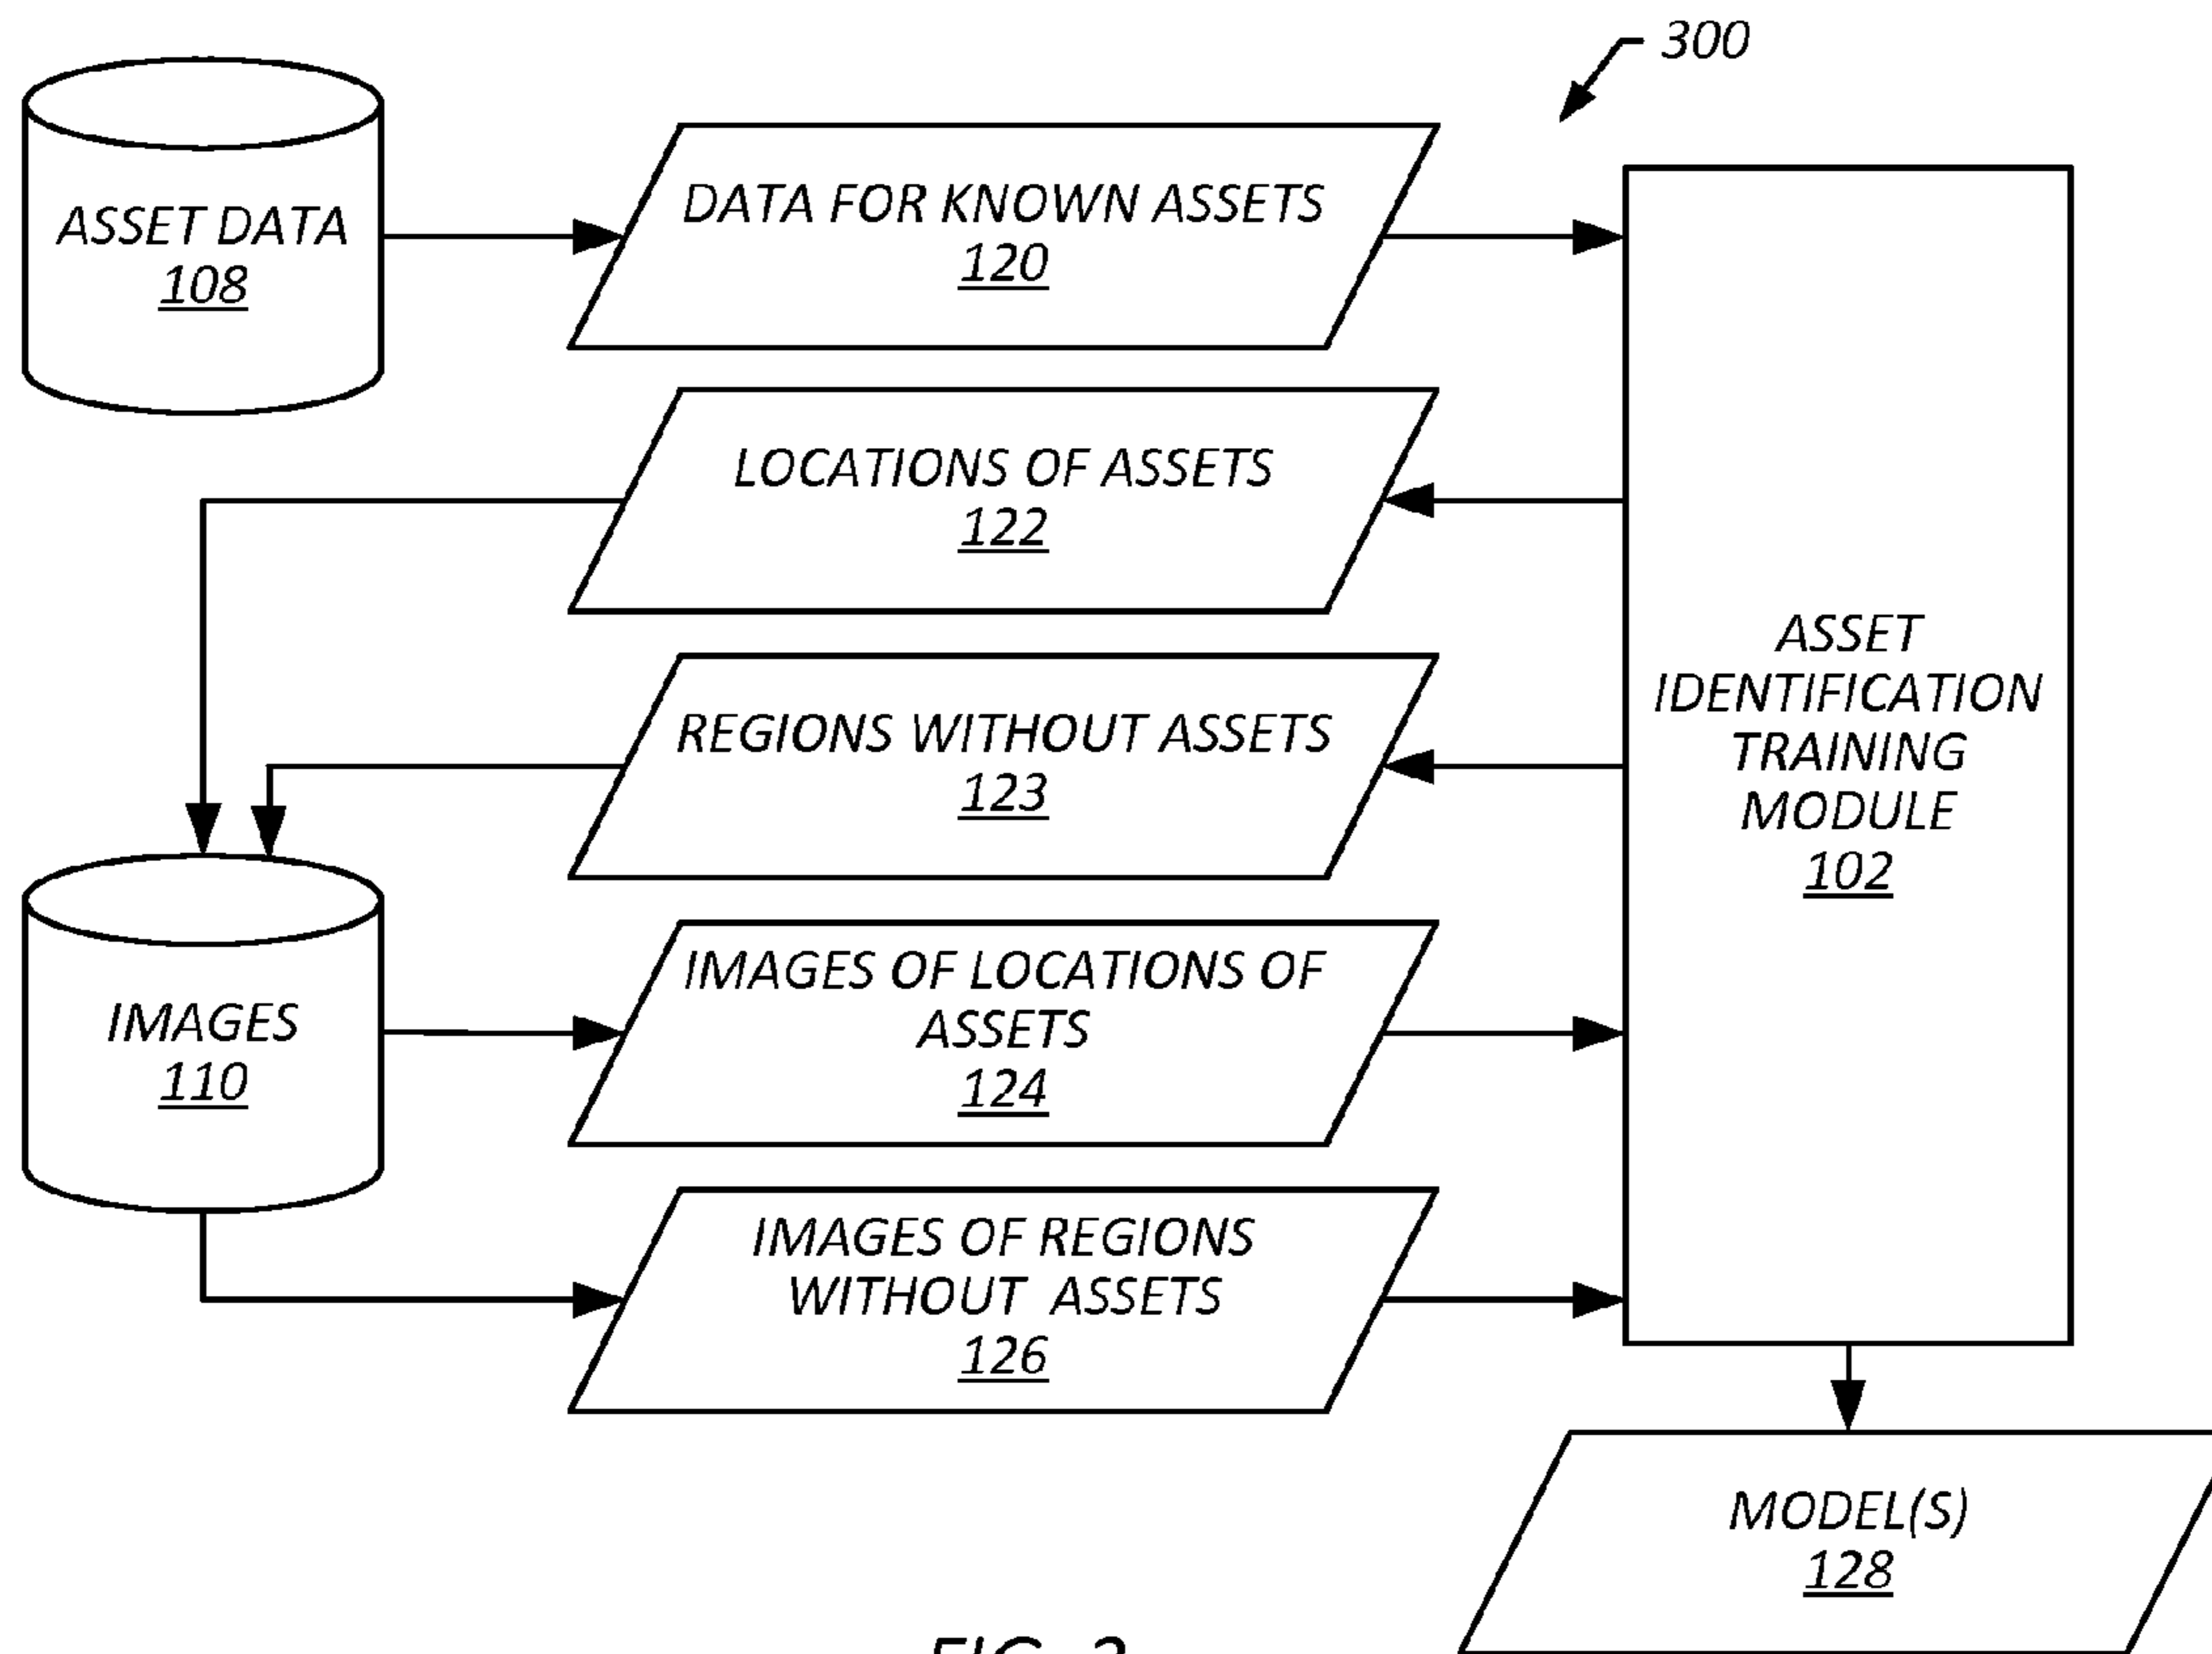 300
ASSET DATA
108
DATA FOR KNOWN ASSETS
120
LOCATIONS OF ASSETS
122
REGIONS WITHOUT ASSETS
123
IMAGES
110
IMAGES OF LOCATIONS OF
ASSETS
124
IMAGES OF REGIONS
WITHOUT ASSETS
126
ASSET
IDENTIFICATION
TRAINING
MODULE
102
MODEL(S)
128
FIG.